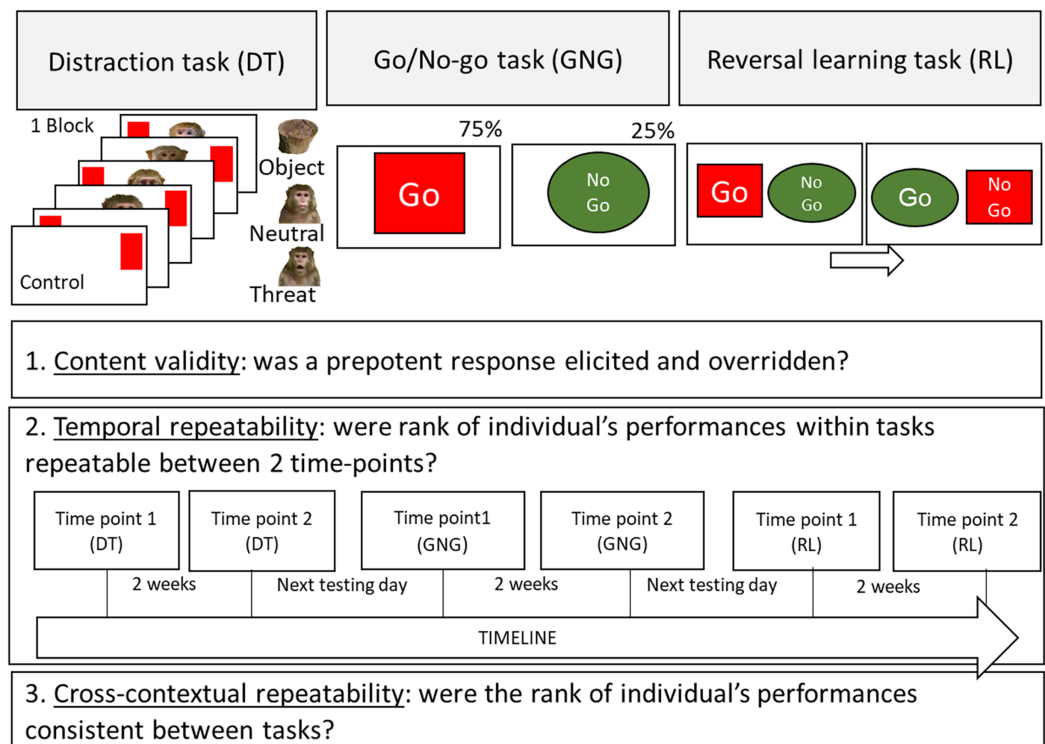 Distraction task (DT)
Go/No-go task (GNG)
Reversal learning task (RL)
1 Block
Control
Object
Neutral
Threat
75%
Go
25%
No
Go
Go
No
Go
Go
No
Go
1. Content validity: was a prepotent response elicited and overridden?
2. Temporal repeatability: were rank of individual's performances within tasks
repeatable between 2 time-points?
Time point 1
(DT)
Time point 2
(DT)
Time point1
(GNG)
Time point 2
(GNG)
Time point 1
(RL)
Time point 2
(RL)
2 weeks
Next testing day
2 weeks
Next testing day
2 weeks
TIMELINE
3. Cross-contextual repeatability: were the rank of individual's performances
consistent between tasks?